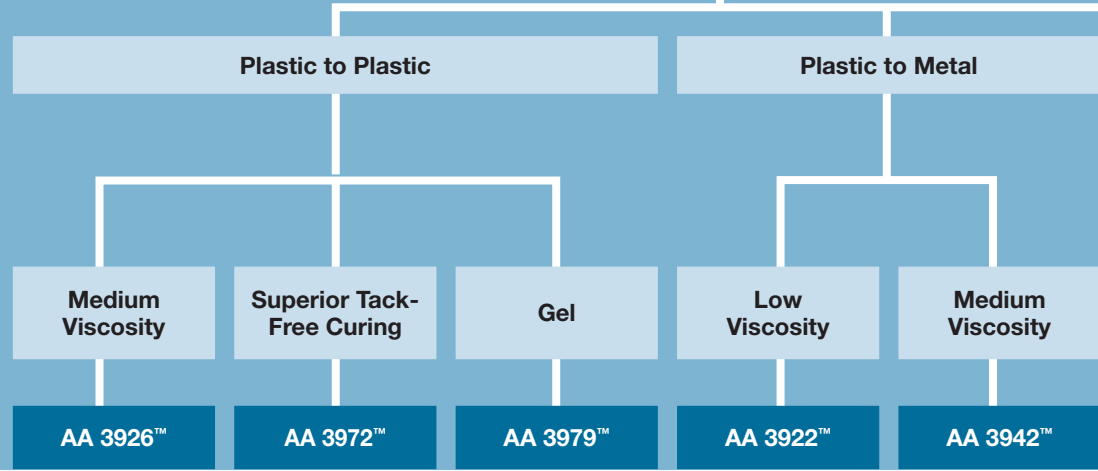 Plastic to Plastic
Plastic to Metal
Medium
Viscosity
Superior Tack-
Free Curing
Gel
Low
Viscosity
Medium
Viscosity
AA 3926™
AA 3972™
AA 3979™
AA 3922™
AA 3942™